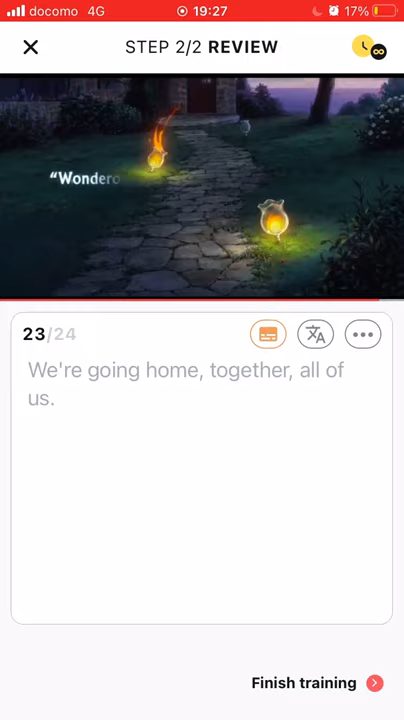 docomo 4G 19:27 17%
STEP 2/2 REVIEW
“Wondero
23/24
We're going home, together, all of
us.
Finish training